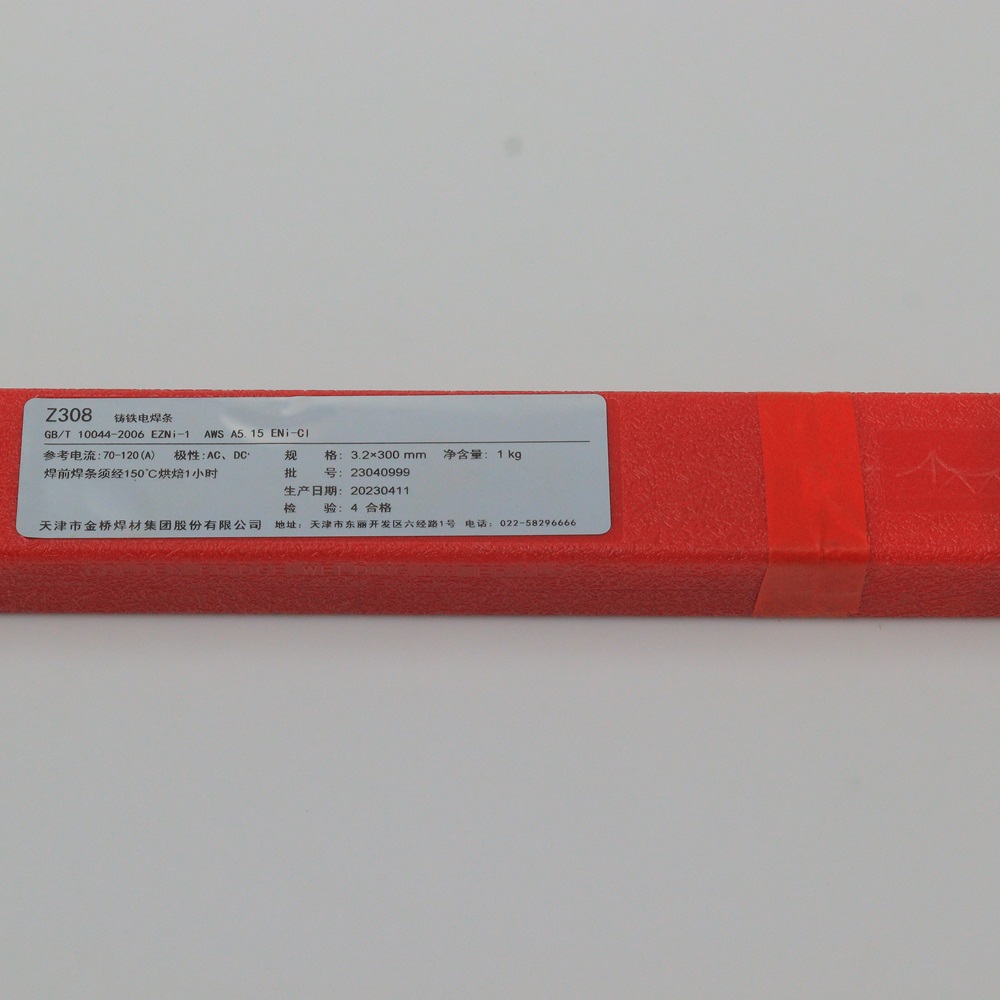 Z308 铸铁电焊条
GB/T 10044-2006 EZNi-1 AWS A5.15 ENi-CI
参考电流:70-120(A) 极性:AC、DC+ 规 格: 3.2×300 mm 净含量: 1 kg
焊前焊条须经150℃烘焙1小时 批 号: 23040999
生产日期: 20230411
检 验: 4 合格
天津市金桥焊材集团股份有限公司 地址: 天津市东丽开发区六经路1号 电话: 022-58296666